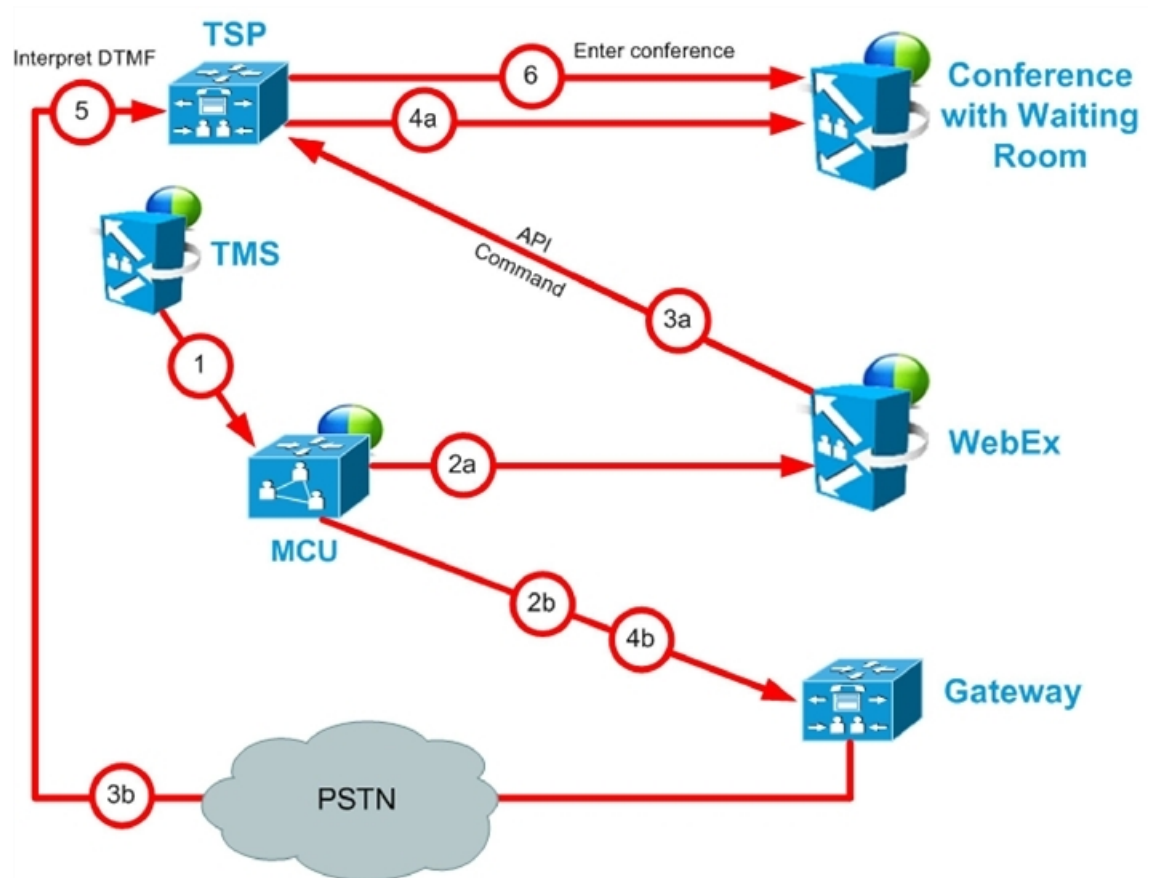 TSP
Interpret DTMF
5
6
Enter conference
4a
Conference
with Waiting
Room
API
Command
3a
TMS
1
2a
WebEx
MCU
2b
4b
Gateway
3b
PSTN